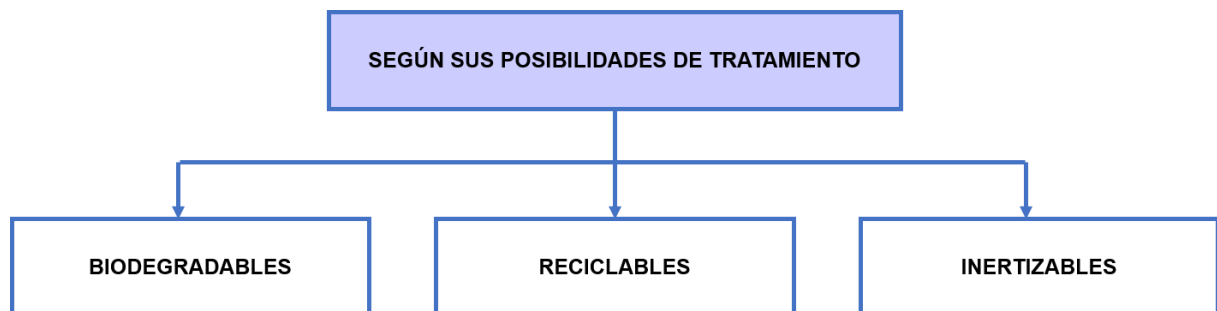 SEGÚN SUS POSIBILIDADES DE TRATAMIENTO
BIODEGRADABLES
RECICLABLES
INERTIZABLES